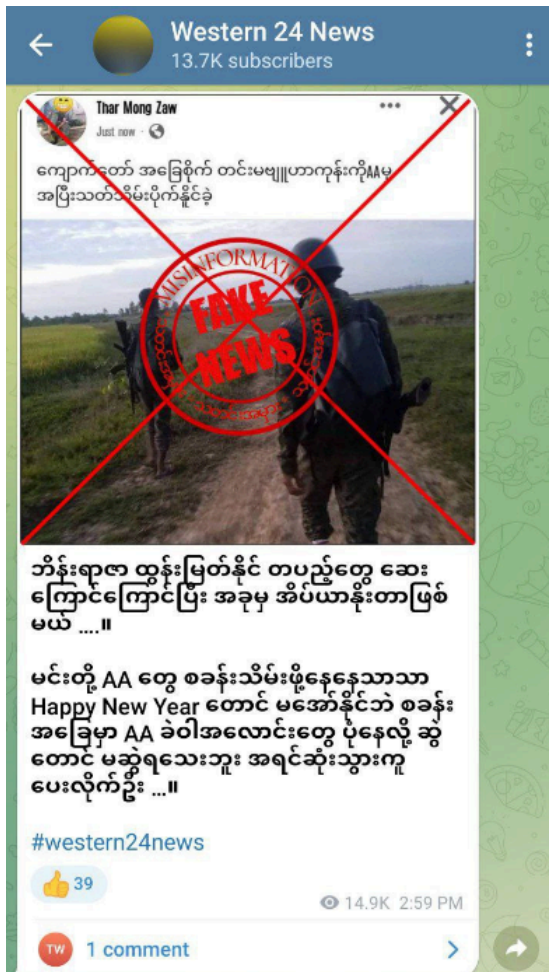 Western 24 News
13.7K subscribers
Thar Mong Zaw
Just now
ကျောက်တော် အခြေစိုက် တင်းမဗျူဟာကုန်းကိုAAမှ
အပြီးသတ်သိမ်းပိုက်နိူင်ခဲ့
MISINFORMATION
FAKE
NEWS
ဘိန်းရာဇာ ထွန်းမြတ်နိုင် တပည့်တွေ ဆေး
ကြောင်ကြောင်ပြီး အခုမှ အိပ်ယာနိုးတာဖြစ်
မယ် ....။
မင်းတို့ AA တွေ စခန်းသိမ်းဖို့နေနေသာသာ
Happy New Year တောင် မအော်နိုင်ဘဲ စခန်း
အခြေမှာ AA ခဲဝါအလောင်းတွေ ပုံနေလို့ ဆွဲ
တောင် မဆွဲရသေးဘူး အရင်ဆုံးသွားကူ
ပေးလိုက်ဦး ...။
#western24news
39
14.9K 2:59 PM
TW
1 comment